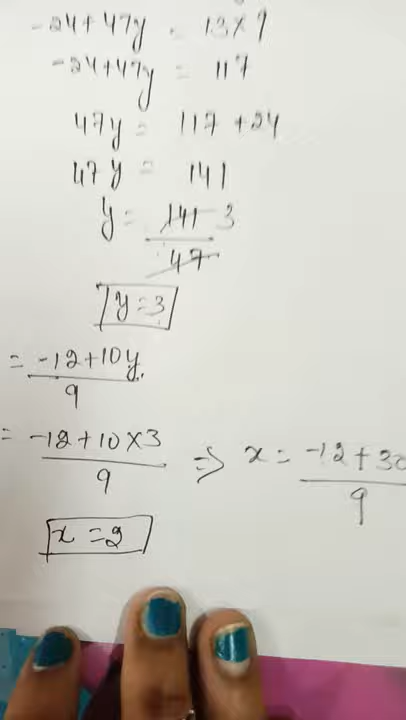 -24+47y = 13×9
-24+47y = 117
47y = 117 +24
47y = 141
y = 141 3
47
y=3
= -12+10y
9
= -12+10×3 ⇒ x = -12+30
9 9
x = 2